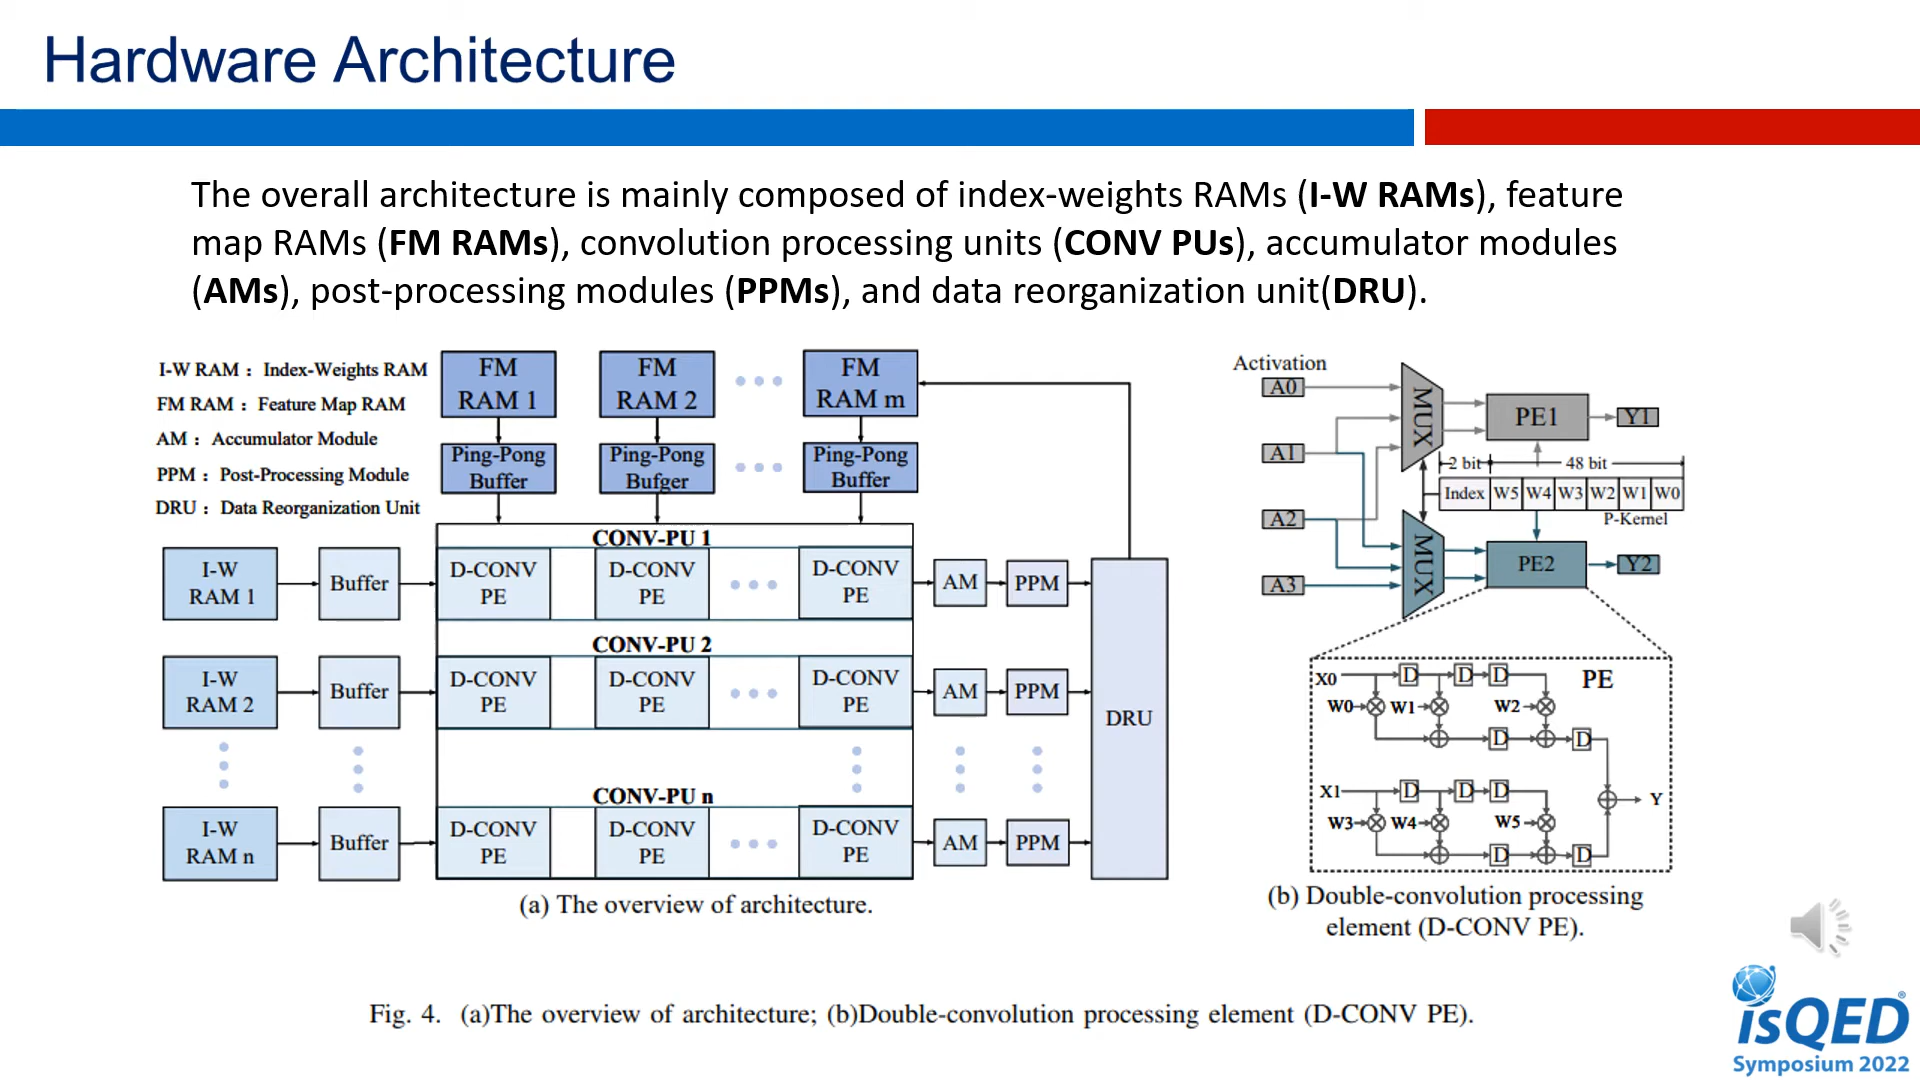 Hardware Architecture
The overall architecture is mainly composed of index-weights RAMs (I-W RAMs), feature
map RAMs (FM RAMs), convolution processing units (CONV PUs), accumulator modules
(AMs), post-processing modules (PPMs), and data reorganization unit(DRU).
I-W RAM : Index-Weights RAM
FM RAM : Feature Map RAM
AM : Accumulator Module
PPM : Post-Processing Module
DRU : Data Reorganization Unit
FM
RAM 1
FM
RAM 2
FM
RAM m
Ping-Pong
Buffer
Ping-Pong
Bufger
Ping-Pong
Buffer
CONV-PU 1
I-W
RAM 1
Buffer
D-CONV
PE
D-CONV
PE
D-CONV
PE
AM
PPM
CONV-PU 2
I-W
RAM 2
Buffer
D-CONV
PE
D-CONV
PE
D-CONV
PE
AM
PPM
DRU
CONV-PU n
I-W
RAM n
Buffer
D-CONV
PE
D-CONV
PE
D-CONV
PE
AM
PPM
(a) The overview of architecture.
Activation
A0
A1
A2
A3
MUX
MUX
PE1
Y1
2 bit
48 bit
Index W5 W4 W3 W2 W1 W0
P-Kernel
PE2
Y2
PE
X0 D D D
W0 W1 W2
D D
X1 D D D
Y
W3 W4 W5
D D
(b) Double-convolution processing
element (D-CONV PE).
Fig. 4. (a)The overview of architecture; (b)Double-convolution processing element (D-CONV PE).
isQED®
Symposium 2022